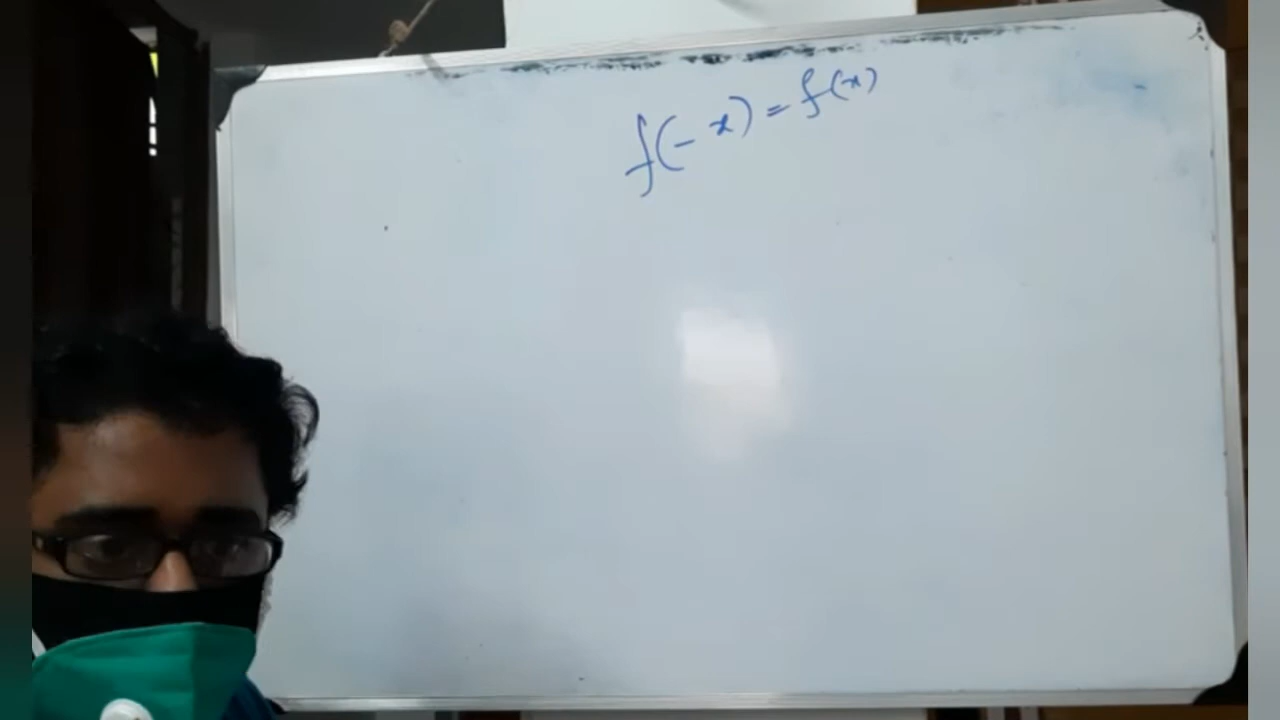 f(-x) = f(x)